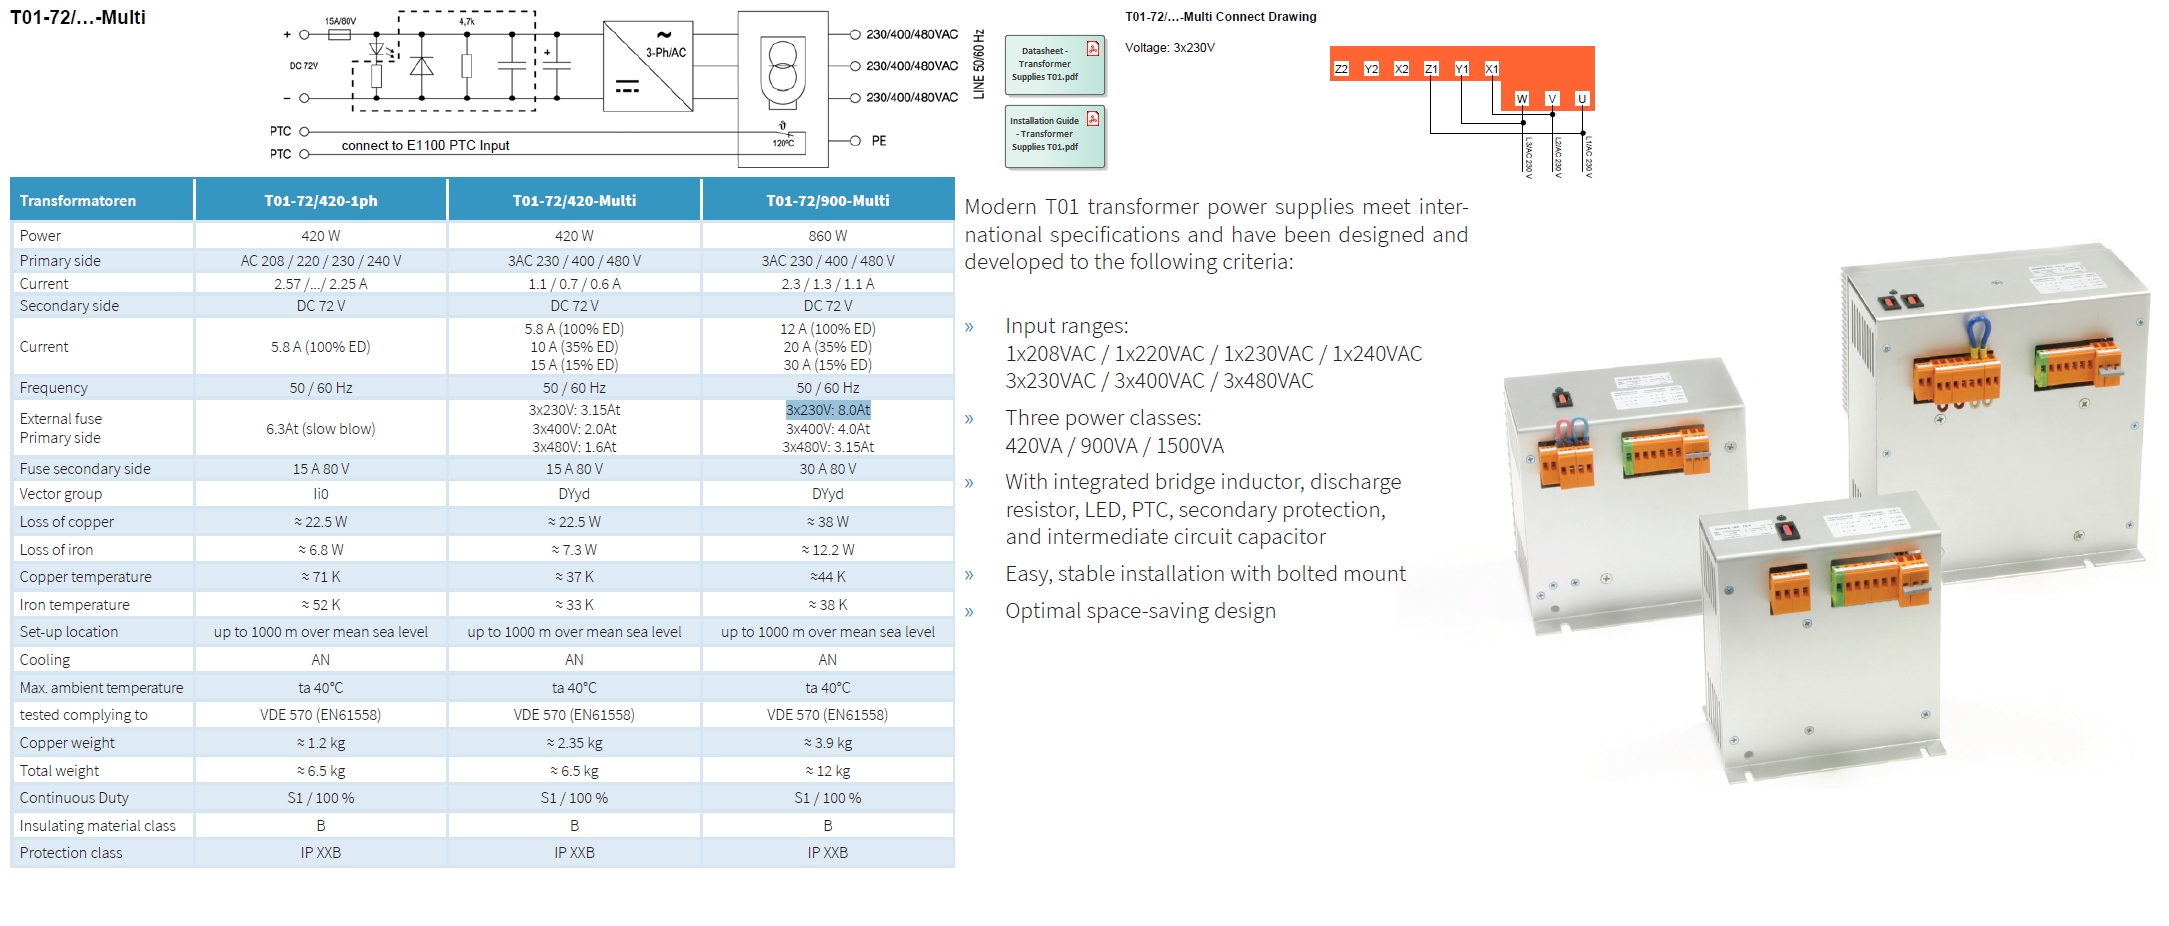 T01-72/...-Multi
15A/80V
4,7k
+
+
DC 72V
−
~
3-Ph/AC
230/400/480VAC
230/400/480VAC
230/400/480VAC
LINE 50/60 Hz
PE
PTC
PTC
connect to E1100 PTC Input
ϑ
120ºC
Datasheet -
Transformer
Supplies T01.pdf
Installation Guide
- Transformer
Supplies T01.pdf
T01-72/...-Multi Connect Drawing
Voltage: 3x230V
Z2 Y2 X2 Z1 Y1 X1
W V U
L3/AC 230 V
L2/AC 230 V
L1/AC 230 V
Transformatoren T01-72/420-1ph T01-72/420-Multi T01-72/900-Multi
Power 420 W 420 W 860 W
Primary side AC 208 / 220 / 230 / 240 V 3AC 230 / 400 / 480 V 3AC 230 / 400 / 480 V
Current 2.57 /.../ 2.25 A 1.1 / 0.7 / 0.6 A 2.3 / 1.3 / 1.1 A
Secondary side DC 72 V DC 72 V DC 72 V
Current 5.8 A (100% ED)
5.8 A (100% ED)
10 A (35% ED)
15 A (15% ED)
12 A (100% ED)
20 A (35% ED)
30 A (15% ED)
Frequency 50 / 60 Hz 50 / 60 Hz 50 / 60 Hz
External fuse
Primary side
6.3At (slow blow)
3x230V: 3.15At
3x400V: 2.0At
3x480V: 1.6At
3x230V: 8.0At
3x400V: 4.0At
3x480V: 3.15At
Fuse secondary side 15 A 80 V 15 A 80 V 30 A 80 V
Vector group Ii0 DYyd DYyd
Loss of copper ≈ 22.5 W ≈ 22.5 W ≈ 38 W
Loss of iron ≈ 6.8 W ≈ 7.3 W ≈ 12.2 W
Copper temperature ≈ 71 K ≈ 37 K ≈44 K
Iron temperature ≈ 52 K ≈ 33 K ≈ 38 K
Set-up location up to 1000 m over mean sea level up to 1000 m over mean sea level up to 1000 m over mean sea level
Cooling AN AN AN
Max. ambient temperature ta 40°C ta 40°C ta 40°C
tested complying to VDE 570 (EN61558) VDE 570 (EN61558) VDE 570 (EN61558)
Copper weight ≈ 1.2 kg ≈ 2.35 kg ≈ 3.9 kg
Total weight ≈ 6.5 kg ≈ 6.5 kg ≈ 12 kg
Continuous Duty S1 / 100 % S1 / 100 % S1 / 100 %
Insulating material class B B B
Protection class IP XXB IP XXB IP XXB
Modern T01 transformer power supplies meet inter-
national specifications and have been designed and
developed to the following criteria:
» Input ranges:
1x208VAC / 1x220VAC / 1x230VAC / 1x240VAC
3x230VAC / 3x400VAC / 3x480VAC
» Three power classes:
420VA / 900VA / 1500VA
» With integrated bridge inductor, discharge
resistor, LED, PTC, secondary protection,
and intermediate circuit capacitor
» Easy, stable installation with bolted mount
» Optimal space-saving design